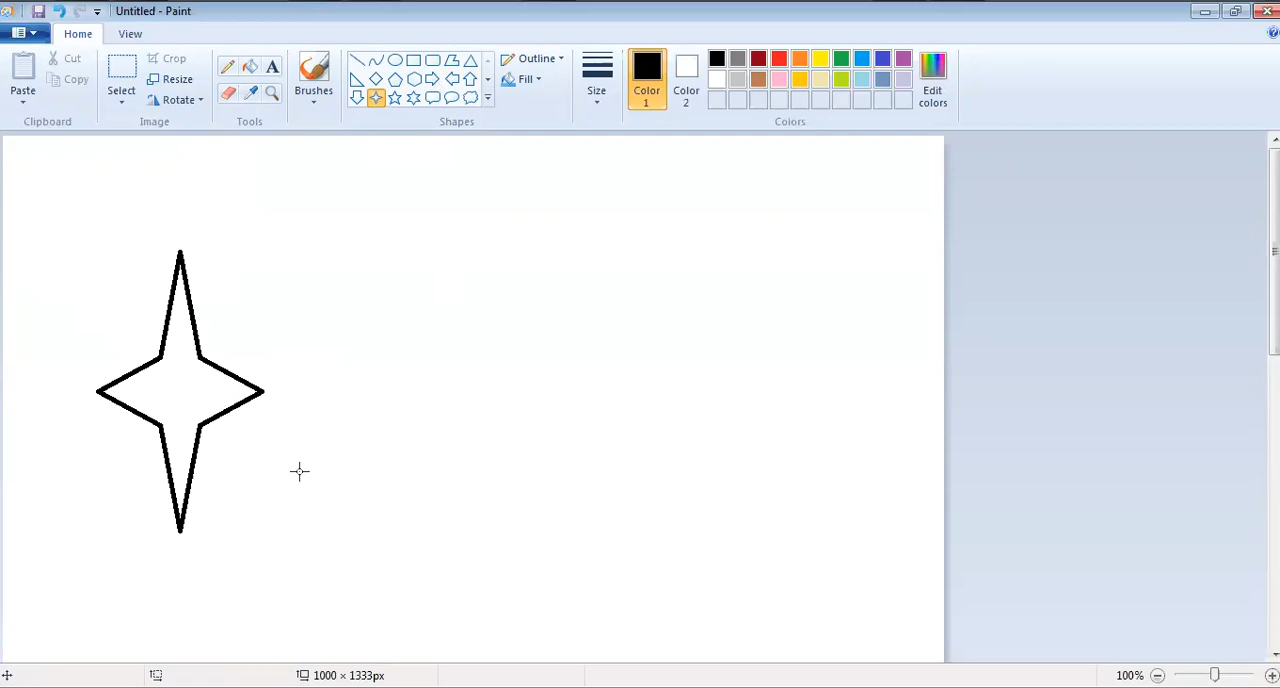 Untitled - Paint
Home View
Paste
Cut
Copy
Select
Crop
Resize
Rotate
A
Brushes
Outline
Fill
Size
Color 1
Color 2
Edit colors
Clipboard Image Tools Shapes Colors
1000 × 1333px 100%